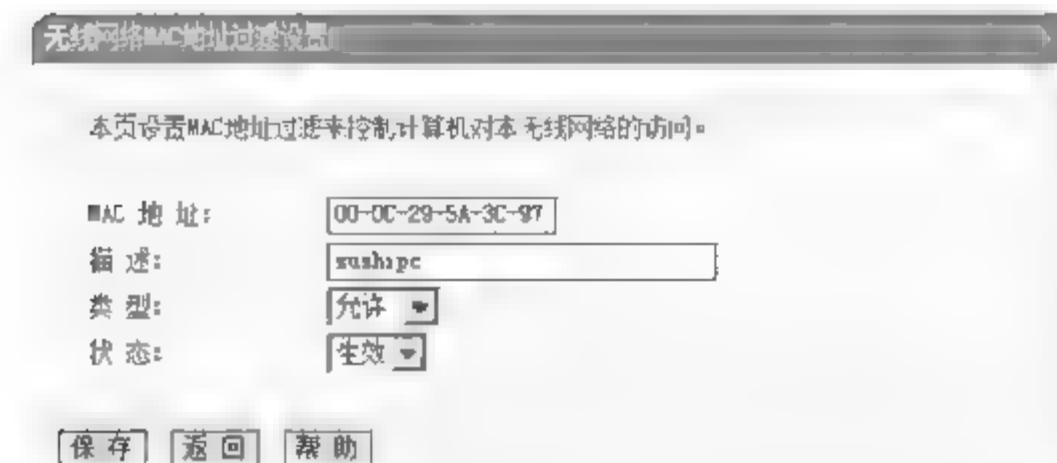 无线网络MAC地址过滤设置
本页设置MAC地址过滤来控制计算机对本无线网络的访问。
MAC 地 址: 00-0C-29-5A-3C-97
描 述: sushipc
类 型: 允许
状 态: 生效
保 存 返 回 帮 助